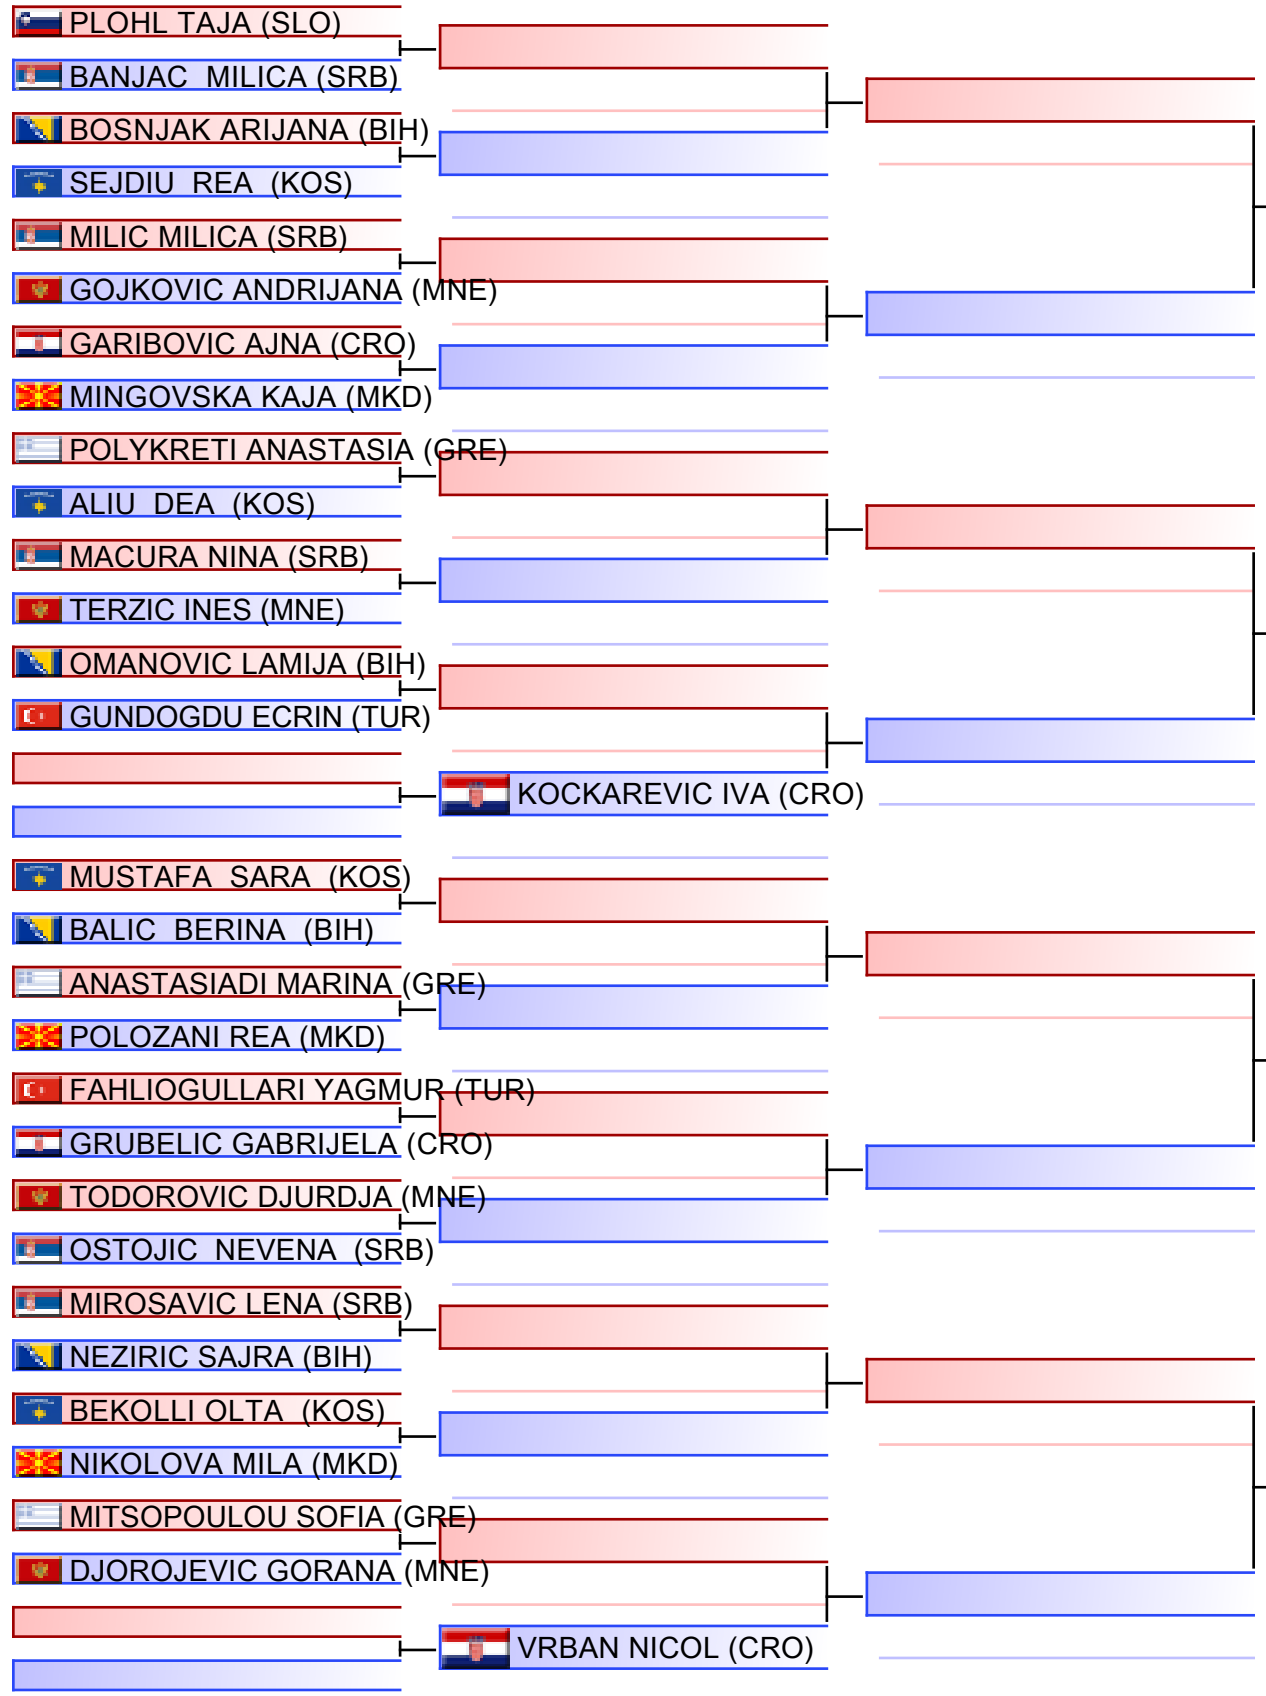 PLOHL TAJA (SLO)
BANJAC  MILICA (SRB)
BOSNJAK ARIJANA (BIH)
SEJDIU  REA  (KOS)
MILIC MILICA (SRB)
GOJKOVIC ANDRIJANA (MNE)
GARIBOVIC AJNA (CRO)
MINGOVSKA KAJA (MKD)
POLYKRETI ANASTASIA (GRE)
ALIU  DEA  (KOS)
MACURA NINA (SRB)
TERZIC INES (MNE)
OMANOVIC LAMIJA (BIH)
GUNDOGDU ECRIN (TUR)
KOCKAREVIC IVA (CRO)
MUSTAFA  SARA  (KOS)
BALIC  BERINA  (BIH)
ANASTASIADI MARINA (GRE)
POLOZANI REA (MKD)
FAHLIOGULLARI YAGMUR (TUR)
GRUBELIC GABRIJELA (CRO)
TODOROVIC DJURDJA (MNE)
OSTOJIC  NEVENA  (SRB)
MIROSAVIC LENA (SRB)
NEZIRIC SAJRA (BIH)
BEKOLLI OLTA  (KOS)
NIKOLOVA MILA (MKD)
MITSOPOULOU SOFIA (GRE)
DJOROJEVIC GORANA (MNE)
VRBAN NICOL (CRO)